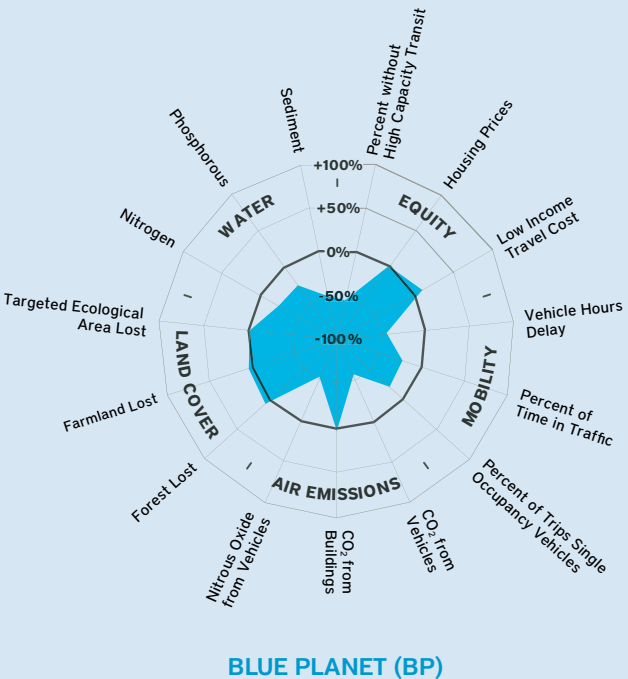 Percent without
High Capacity Transit
Housing Prices
Low Income
Travel Cost
Vehicle Hours
Delay
Percent of
Time in Traffic
Percent of Trips Single
Occupancy Vehicles
CO₂ from
Vehicles
CO₂ from
Buildings
Nitrous Oxide
from Vehicles
Forest Lost
Farmland Lost
Targeted Ecological
Area Lost
Nitrogen
Phosphorous
Sediment
WATER
EQUITY
MOBILITY
AIR EMISSIONS
LAND COVER
+100%
+50%
0%
-50%
-100%
BLUE PLANET (BP)